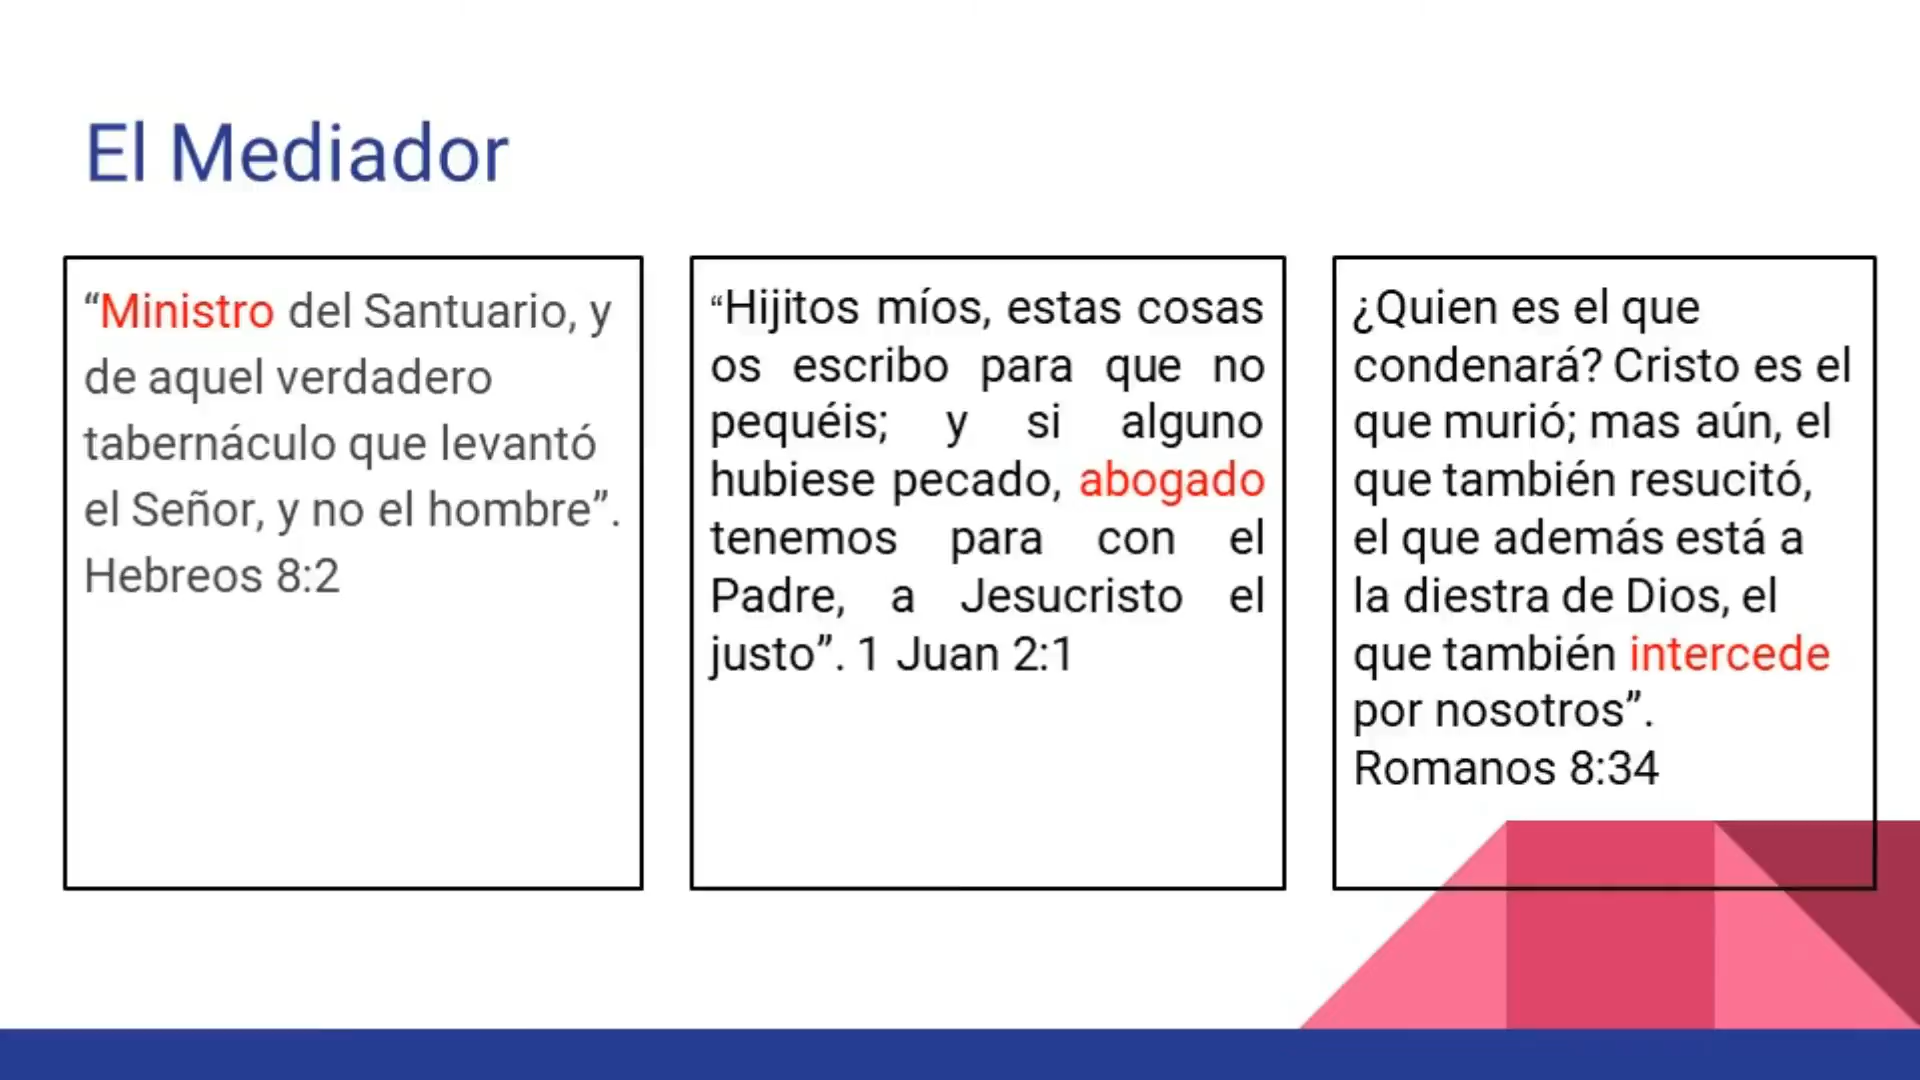 El Mediador
“Ministro del Santuario, y
de aquel verdadero
tabernáculo que levantó
el Señor, y no el hombre”.
Hebreos 8:2
“Hijitos míos, estas cosas
os escribo para que no
pequéis; y si alguno
hubiese pecado, abogado
tenemos para con el
Padre, a Jesucristo el
justo”. 1 Juan 2:1
¿Quien es el que
condenará? Cristo es el
que murió; mas aún, el
que también resucitó,
el que además está a
la diestra de Dios, el
que también intercede
por nosotros”.
Romanos 8:34